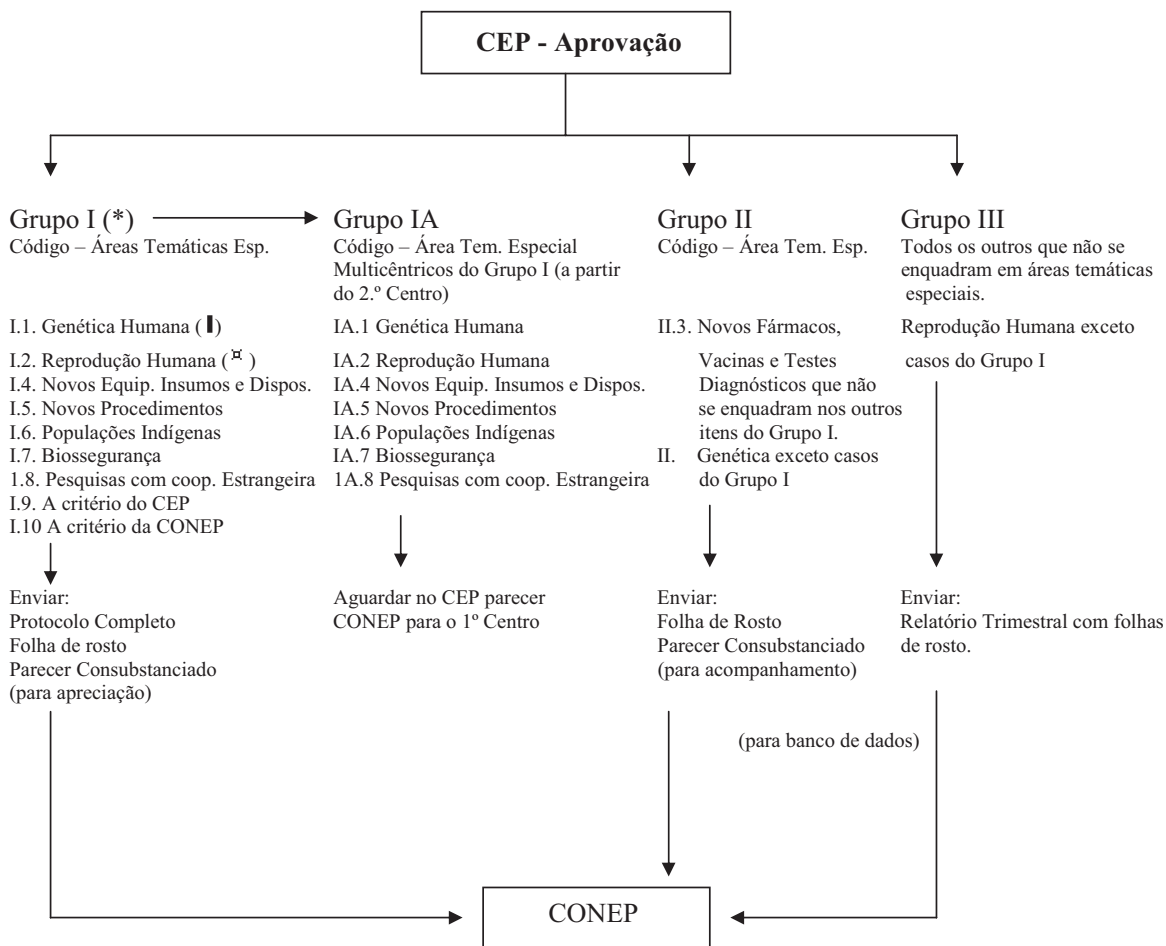 CEP - Aprovação
Grupo I (*)
Código – Áreas Temáticas Esp.
I.1. Genética Humana (▐)
I.2. Reprodução Humana (¤ )
I.4. Novos Equip. Insumos e Dispos.
I.5. Novos Procedimentos
I.6. Populações Indígenas
I.7. Biossegurança
1.8. Pesquisas com coop. Estrangeira
I.9. A critério do CEP
I.10 A critério da CONEP
Enviar:
Protocolo Completo
Folha de rosto
Parecer Consubstanciado
(para apreciação)
Grupo IA
Código – Área Tem. Especial
Multicêntricos do Grupo I (a partir
do 2.º Centro)
IA.1 Genética Humana
IA.2 Reprodução Humana
IA.4 Novos Equip. Insumos e Dispos.
IA.5 Novos Procedimentos
IA.6 Populações Indígenas
IA.7 Biossegurança
1A.8 Pesquisas com coop. Estrangeira
Aguardar no CEP parecer
CONEP para o 1º Centro
Grupo II
Código – Área Tem. Esp.
II.3. Novos Fármacos,
Vacinas e Testes
Diagnósticos que não
se enquadram nos outros
itens do Grupo I.
II. Genética exceto casos
do Grupo I
Enviar:
Folha de Rosto
Parecer Consubstanciado
(para acompanhamento)
Grupo III
Todos os outros que não se
enquadram em áreas temáticas
especiais.
Reprodução Humana exceto
casos do Grupo I
Enviar:
Relatório Trimestral com folhas
de rosto.
(para banco de dados)
CONEP